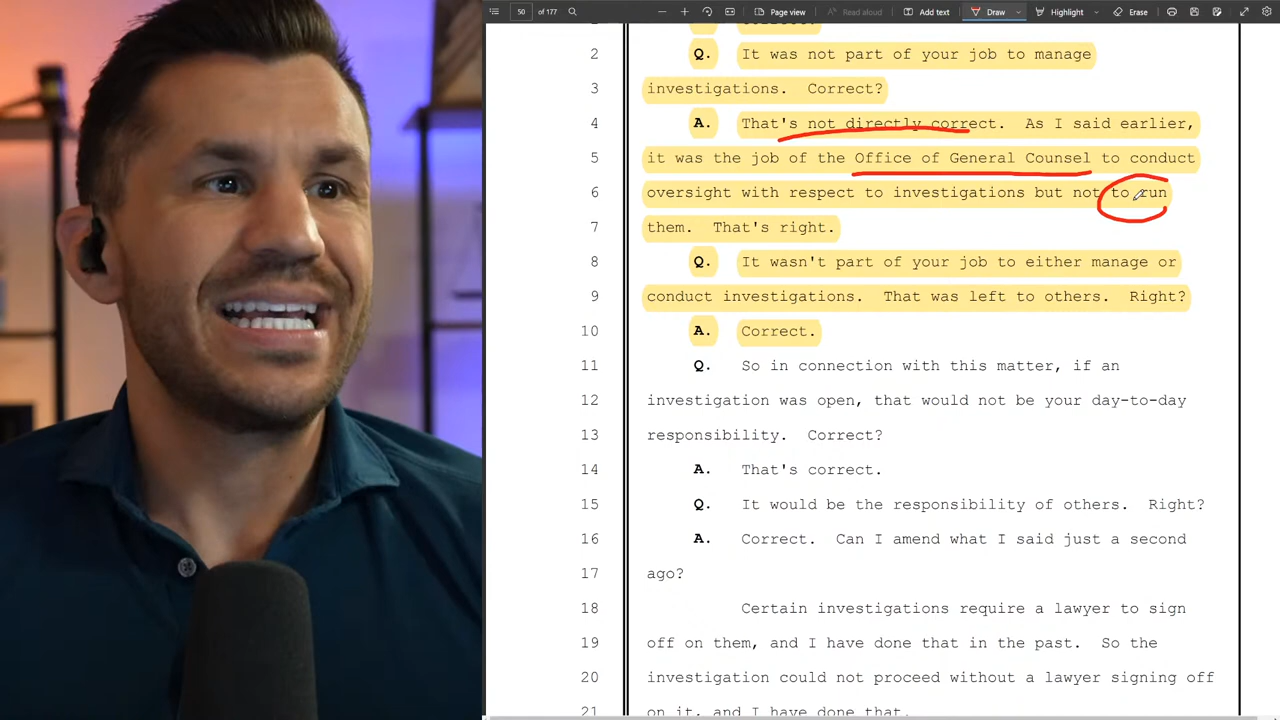 50 of 177 Page view Read aloud Add text Draw Highlight Erase
2 Q. It was not part of your job to manage
3 investigations. Correct?
4 A. That's not directly correct. As I said earlier,
5 it was the job of the Office of General Counsel to conduct
6 oversight with respect to investigations but not to run
7 them. That's right.
8 Q. It wasn't part of your job to either manage or
9 conduct investigations. That was left to others. Right?
10 A. Correct.
11 Q. So in connection with this matter, if an
12 investigation was open, that would not be your day-to-day
13 responsibility. Correct?
14 A. That's correct.
15 Q. It would be the responsibility of others. Right?
16 A. Correct. Can I amend what I said just a second
17 ago?
18 Certain investigations require a lawyer to sign
19 off on them, and I have done that in the past. So the
20 investigation could not proceed without a lawyer signing off
21 on it, and I have done that.